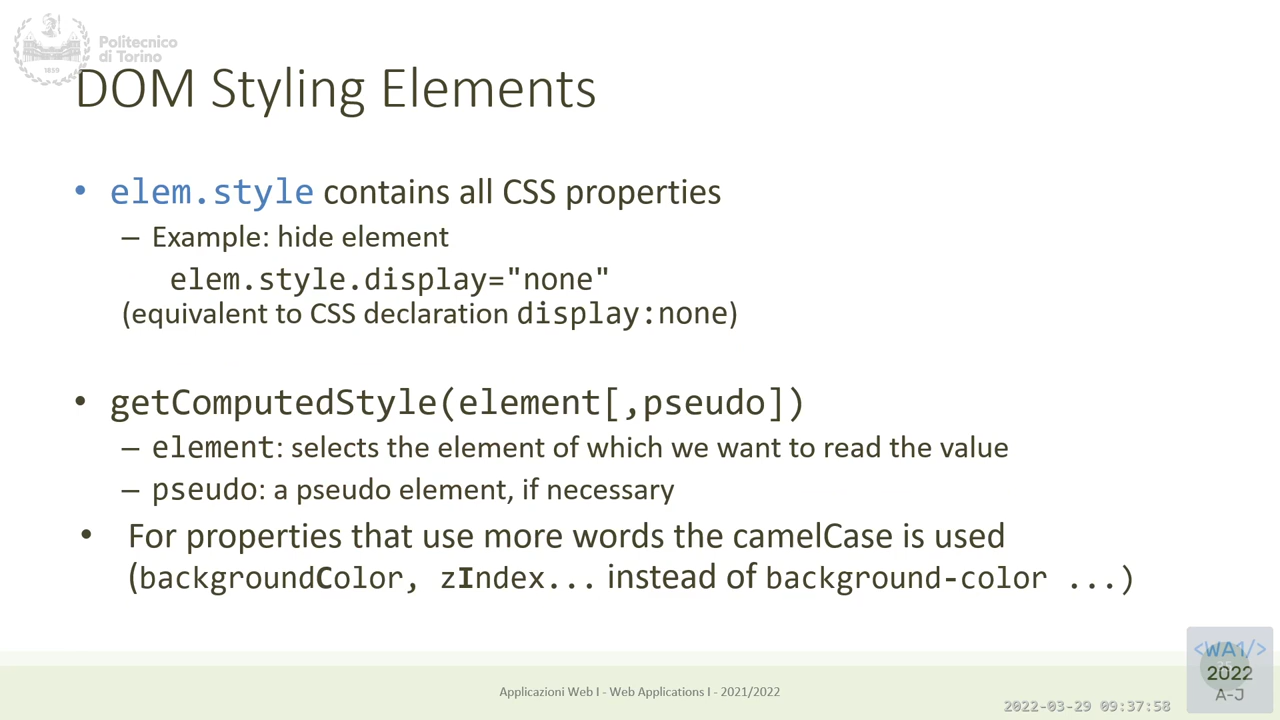 Politecnico
di Torino
1859
DOM Styling Elements
• elem.style contains all CSS properties
– Example: hide element
elem.style.display="none"
(equivalent to CSS declaration display:none)
• getComputedStyle(element[,pseudo])
– element: selects the element of which we want to read the value
– pseudo: a pseudo element, if necessary
• For properties that use more words the camelCase is used
(backgroundColor, zIndex... instead of background-color ...)
<WA1/>
2022
A-J
Applicazioni Web I - Web Applications I - 2021/2022
2022-03-29 09:37:58